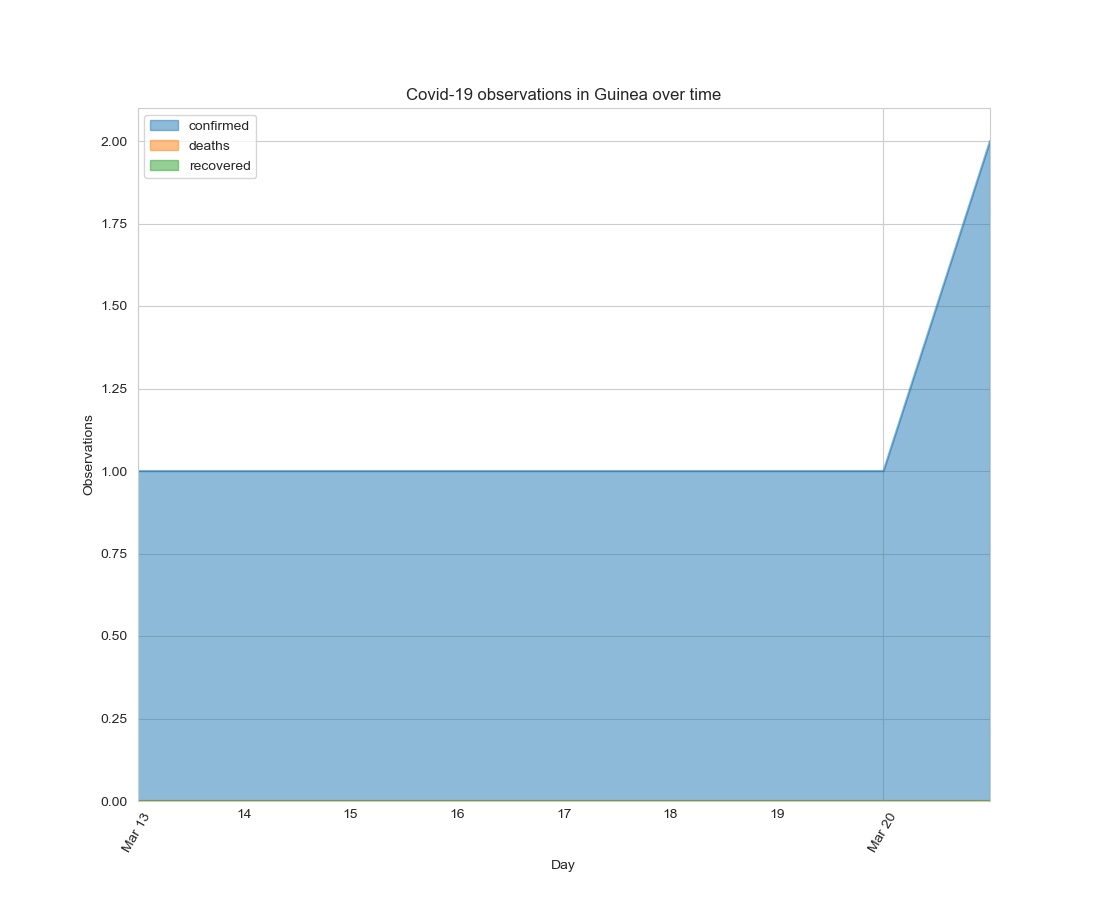 Covid-19 observations in Guinea over time
confirmed
deaths
recovered
2.00
1.75
1.50
1.25
1.00
0.75
0.50
0.25
0.00
Observations
Mar 13 14 15 16 17 18 19 Mar 20
Day